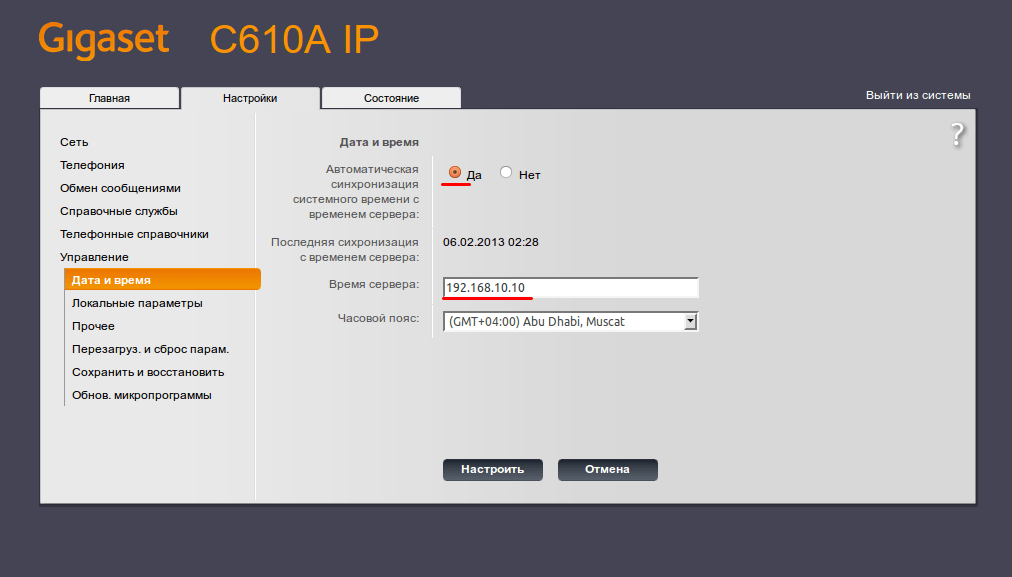 Gigaset C610A IP
Главная Настройки Состояние Выйти из системы
?
Сеть
Телефония
Обмен сообщениями
Справочные службы
Телефонные справочники
Управление
Дата и время
Локальные параметры
Прочее
Перезагруз. и сброс парам.
Сохранить и восстановить
Обнов. микропрограммы
Дата и время
Автоматическая
синхронизация
системного времени с
временем сервера:
Да Нет
Последняя сихронизация
с временем сервера:
06.02.2013 02:28
Время сервера:
192.168.10.10
Часовой пояс:
(GMT+04:00) Abu Dhabi, Muscat
Настроить Отмена